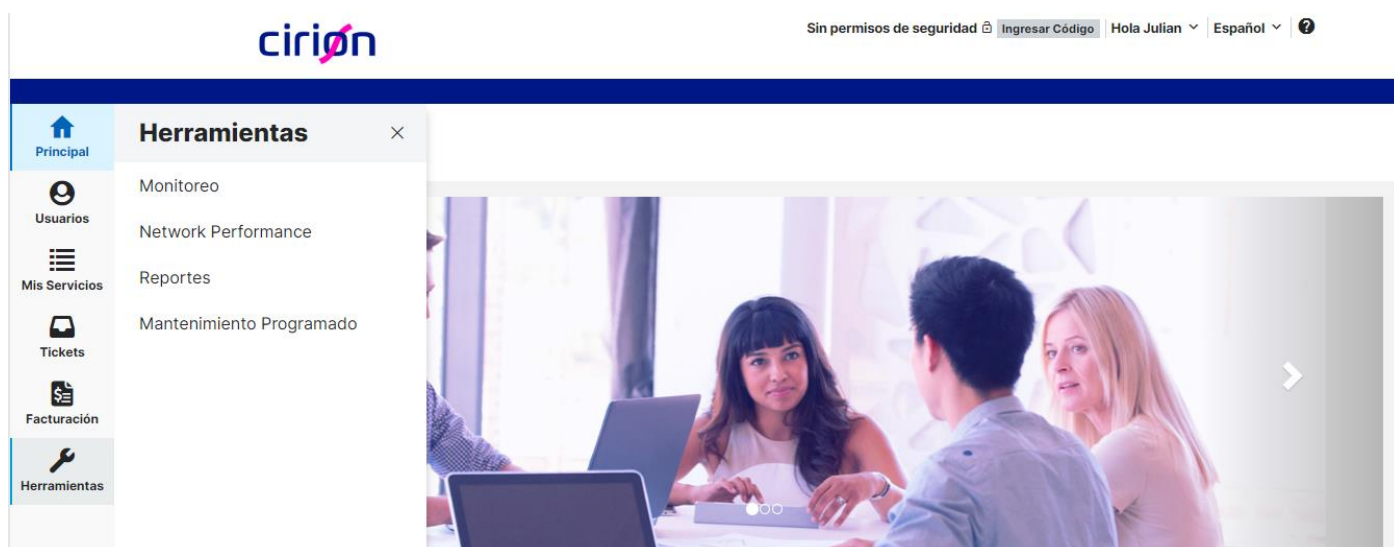 cirion
Sin permisos de seguridad Ingresar Código Hola Julian Español ?
Principal
Usuarios
Mis Servicios
Tickets
Facturación
Herramientas
Herramientas ×
Monitoreo
Network Performance
Reportes
Mantenimiento Programado